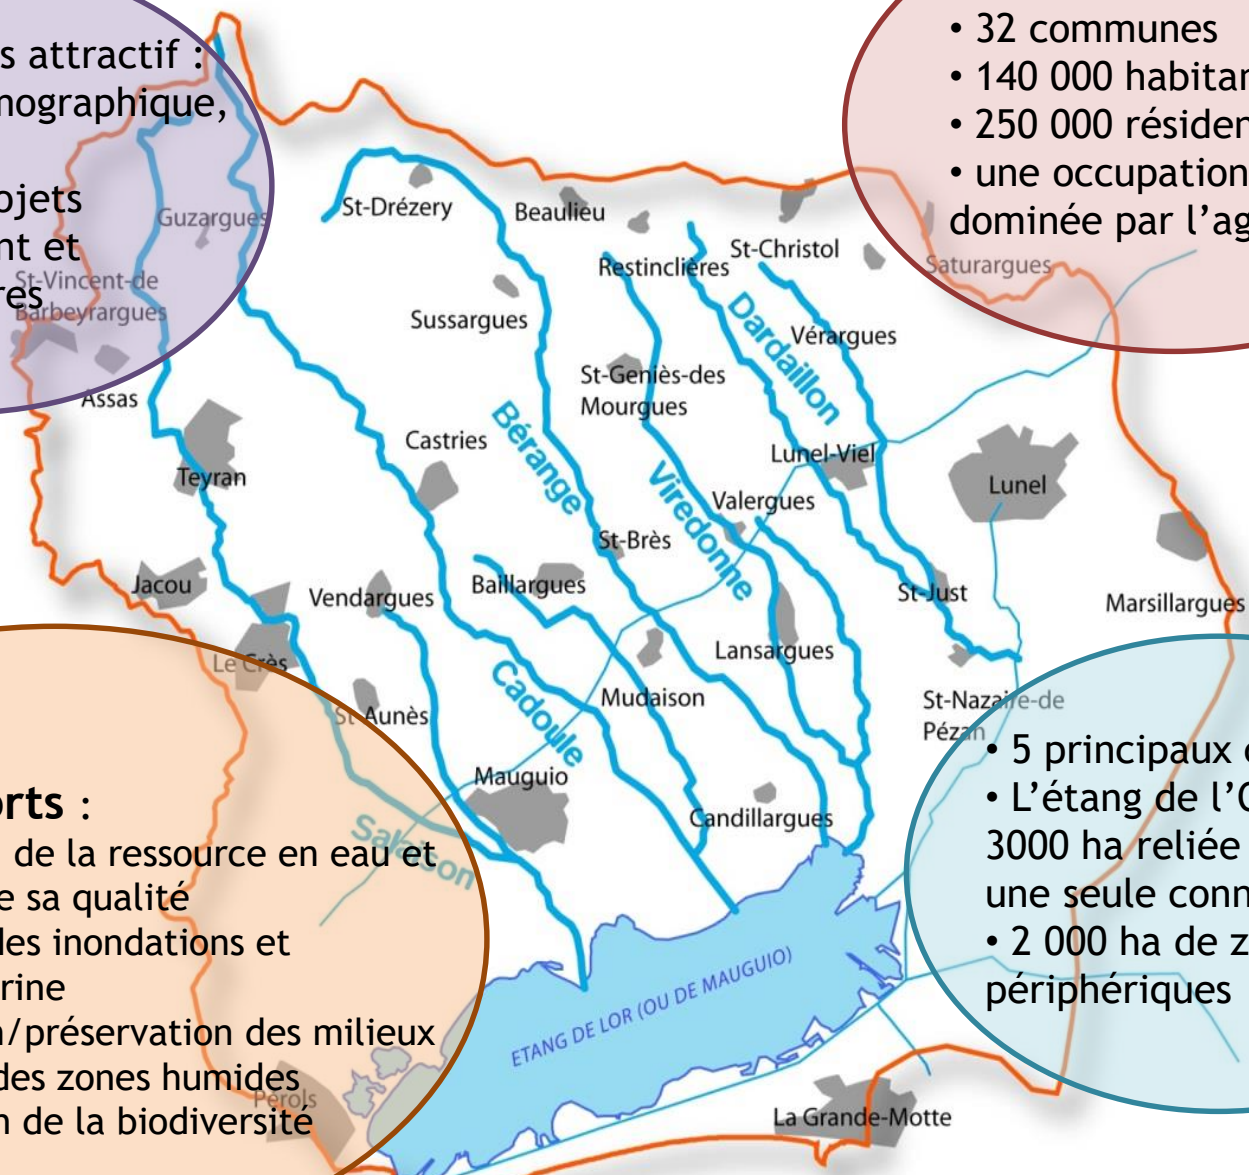 s attractif :
nographique,
ojets
nt et
res
• 32 communes
• 140 000 habitan
• 250 000 résiden
• une occupation
dominée par l’ag
Guzargues
St-Vincent-de
Barbeyrargues
Assas
St-Drézery
Beaulieu
Restinclières
St-Christol
Saturargues
Sussargues
Dardaillon
Vérargues
St-Geniès-des
Mourgues
Bérange
Castries
Lunel-Viel
Lunel
Teyran
Viredonne
Valergues
St-Brès
Jacou
Vendargues
Baillargues
St-Just
Marsillargues
Le Crès
Lansargues
Cadoule
Mudaison
St-Nazaire-de
Pézan
St Aunès
Mauguio
Candillargues
Salaison
orts :
de la ressource en eau et
e sa qualité
des inondations et
rine
n/préservation des milieux
des zones humides
n de la biodiversité
• 5 principaux c
• L’étang de l’O
3000 ha reliée
une seule conn
• 2 000 ha de z
périphériques
ETANG DE LOR (OU DE MAUGUIO)
Pérols
La Grande-Motte